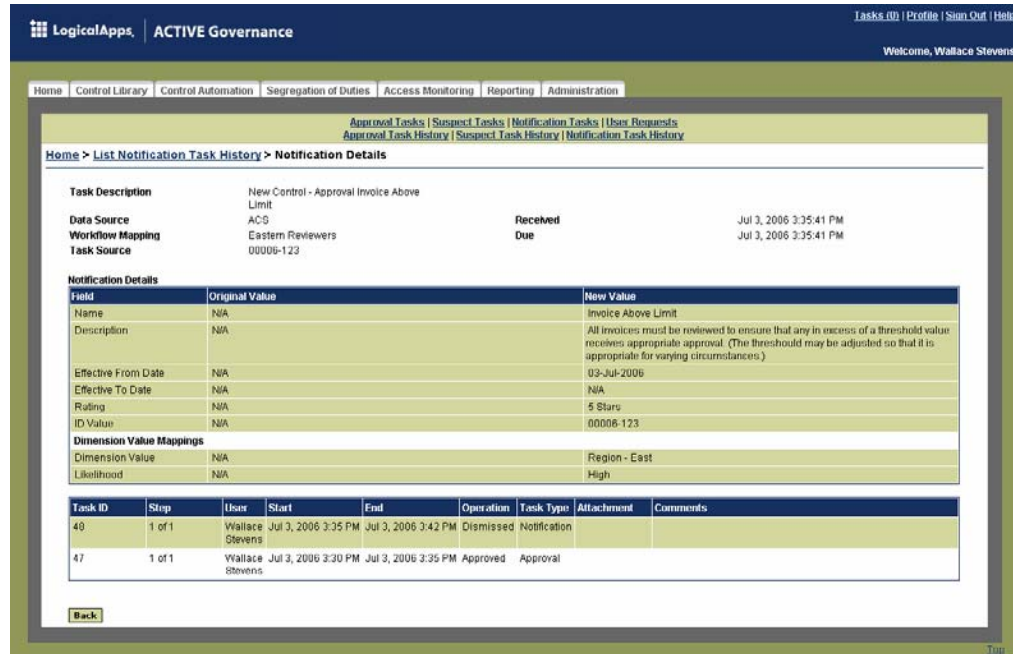 Tasks (0) | Profile | Sign Out | Help
LogicalApps, ACTIVE Governance
Welcome, Wallace Stevens
Home Control Library Control Automation Segregation of Duties Access Monitoring Reporting Administration
Approval Tasks | Suspect Tasks | Notification Tasks | User Requests
Approval Task History | Suspect Task History | Notification Task History
Home > List Notification Task History > Notification Details
Task Description New Control - Approval Invoice Above
Limit
Data Source ACS Received Jul 3, 2006 3:35:41 PM
Workflow Mapping Eastern Reviewers Due Jul 3, 2006 3:35:41 PM
Task Source 00006-123
Notification Details
Field Original Value New Value
Name N/A Invoice Above Limit
Description N/A All invoices must be reviewed to ensure that any in excess of a threshold value
receives appropriate approval. (The threshould may be adjusted so that it is
appropriate for varying circumstances.)
Effective From Date N/A 03-Jul-2006
Effective To Date N/A N/A
Rating N/A 5 Stars
ID Value N/A 00006-123
Dimension Value Mappings
Dimension Value N/A Region - East
Likelihood N/A High
Task ID Step User Start End Operation Task Type Attachment Comments
48 1 of 1 Wallace Jul 3, 2006 3:35 PM Jul 3, 2006 3:42 PM Dismissed Notification
Stevens
47 1 of 1 Wallace Jul 3, 2006 3:30 PM Jul 3, 2006 3:35 PM Approved Approval
Stevens
Back
Top